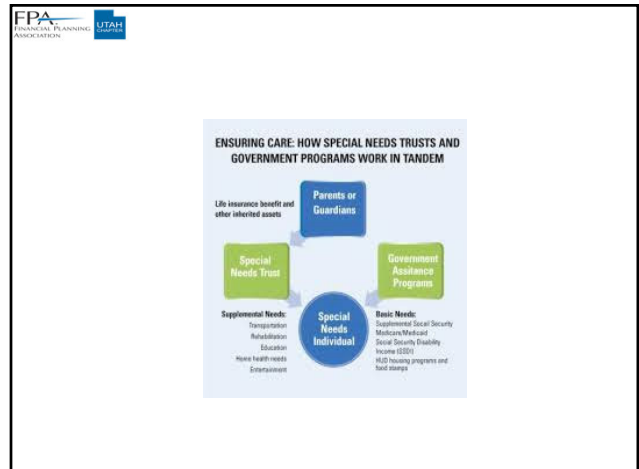 FPA.
FINANCIAL PLANNING
ASSOCIATION
UTAH
CHAPTER
ENSURING CARE: HOW SPECIAL NEEDS TRUSTS AND
GOVERNMENT PROGRAMS WORK IN TANDEM
Parents or
Guardians
Life insurance benefit and
other inherited assets
Special
Needs Trust
Government
Assitance
Programs
Supplemental Needs:
Transportation
Rehabilitation
Education
Home health needs
Entertainment
Special
Needs
Individual
Basic Needs:
Supplemental Socail Security
Medicare/Medicaid
Social Security Disability
Income (SSDI)
HUD housing programs and
food stamps